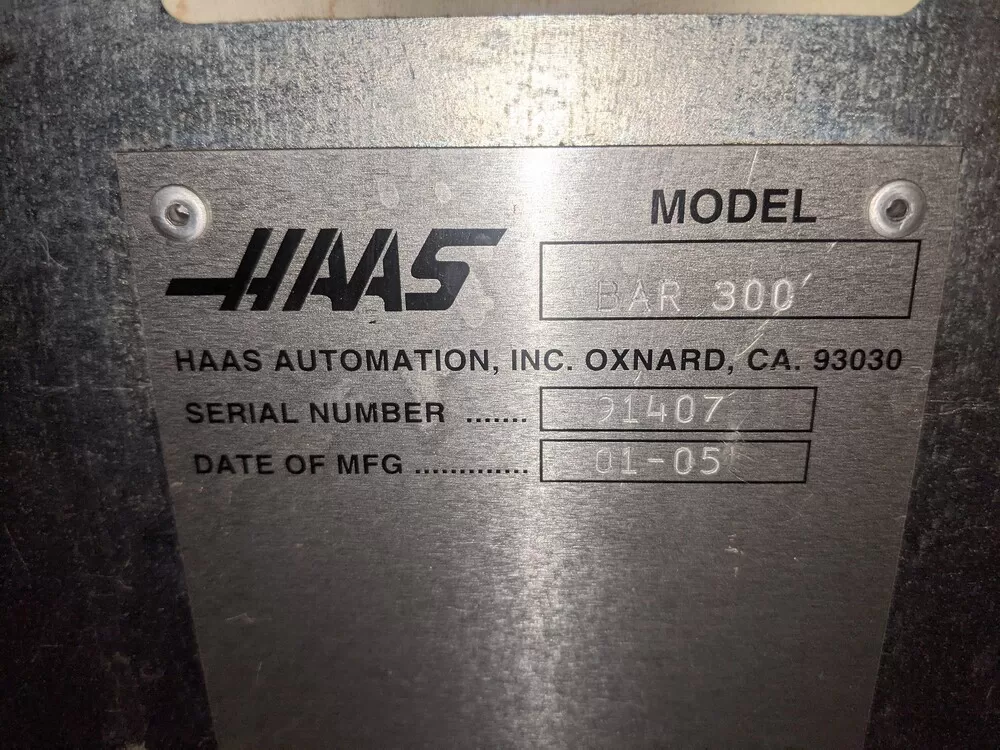 MODEL
HAAS BAR 300
HAAS AUTOMATION, INC. OXNARD, CA. 93030
SERIAL NUMBER ....... 91407
DATE OF MFG ............. 01-05